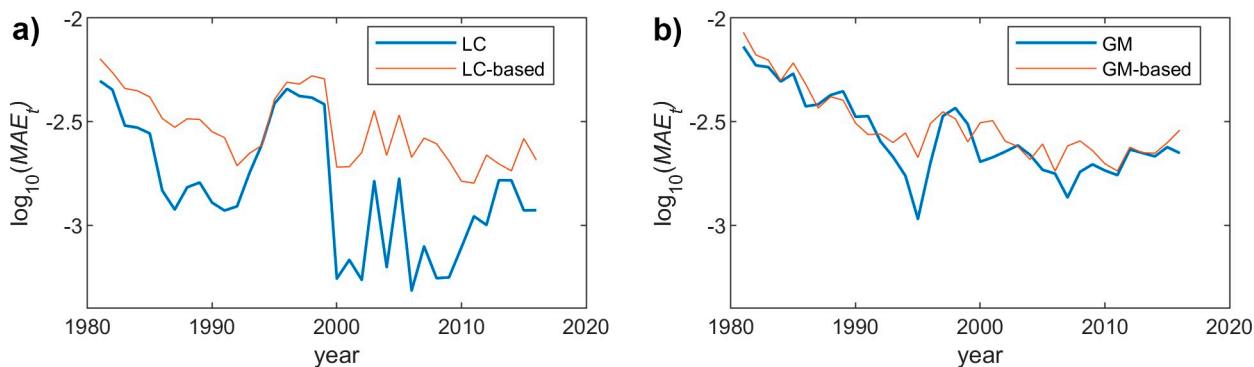 a)
-2
-2.5
-3
log10(MAEt)
LC
LC-based
1980
1990
2000
2010
2020
year
b)
-2
-2.5
-3
log10(MAEt)
GM
GM-based
1980
1990
2000
2010
2020
year